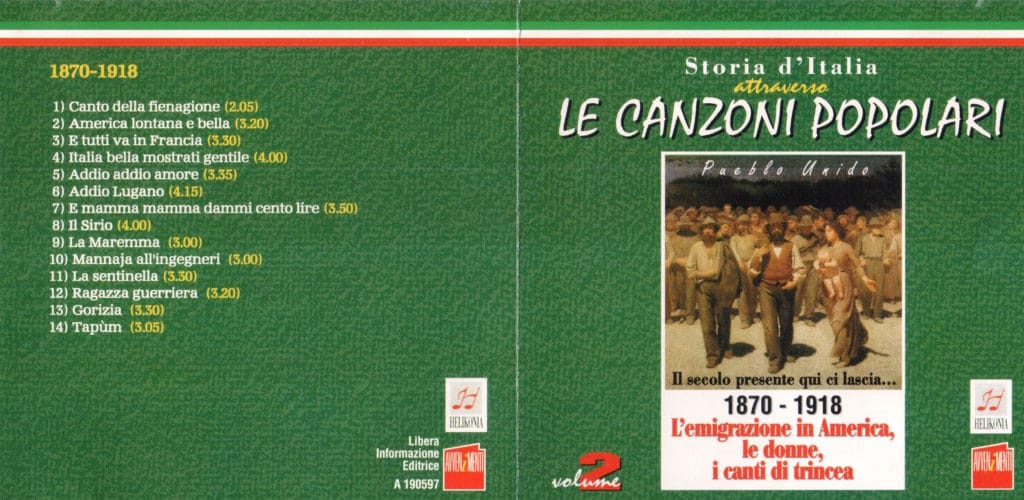 1870-1918
1) Canto della fienagione (2.05)
2) America lontana e bella (3.20)
3) E tutti va in Francia (3.30)
4) Italia bella mostrati gentile (4.00)
5) Addio addio amore (3.35)
6) Addio Lugano (4.15)
7) E mamma mamma dammi cento lire (3.50)
8) Il Sirio (4.00)
9) La Maremma (3.00)
10) Mannaja all'ingegneri (3.00)
11) La sentinella (3.30)
12) Ragazza guerriera (3.20)
13) Gorizia (3.30)
14) Tapùm (3.05)
HELIKONIA
Libera
Informazione
Editrice
A 190597
AVVENIMENTI
Storia d'Italia
attraverso
LE CANZONI POPOLARI
Pueblo Unido
Il secolo presente qui ci lascia...
1870 - 1918
L'emigrazione in America,
le donne,
i canti di trincea
2
volume
HELIKONIA
AVVENIMENTI